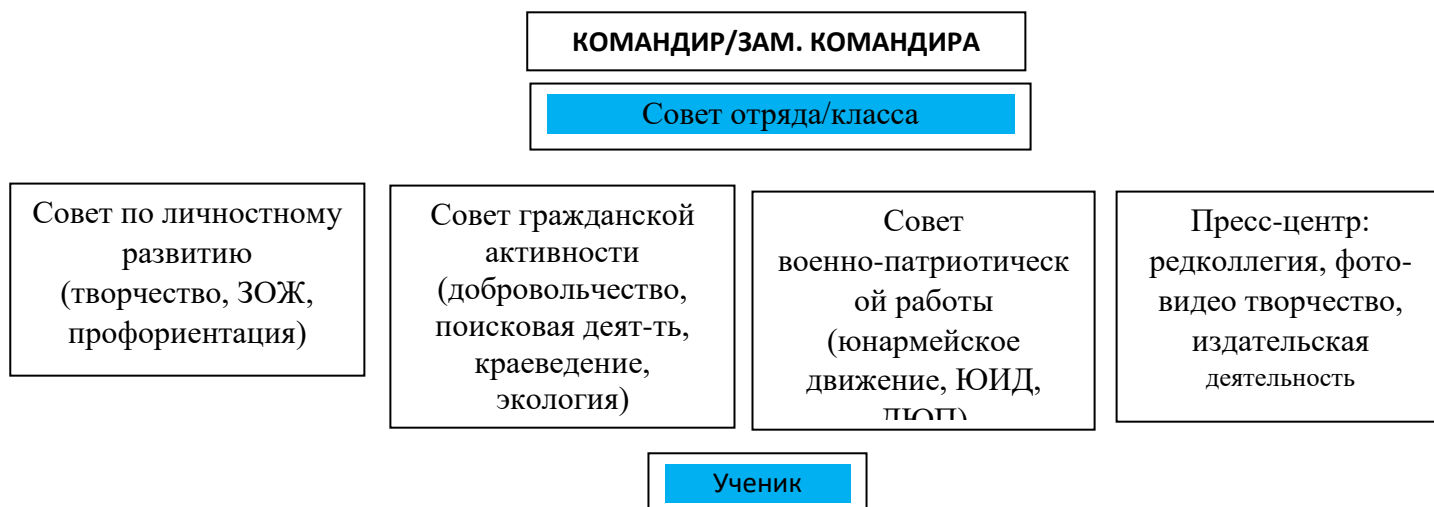 КОМАНДИР/ЗАМ. КОМАНДИРА
Совет отряда/класса
Совет по личностному
развитию
(творчество, ЗОЖ,
профориентация)
Совет гражданской
активности
(добровольчество,
поисковая деят-ть,
краеведение,
экология)
Совет
военно-патриотическ
ой работы
(юнармейское
движение, ЮИД,
Пресс-центр:
редколлегия, фото-
видео творчество,
издательская
деятельность
Ученик